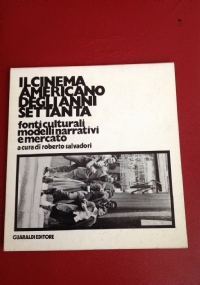 IL CINEMA
AMERICANO
DEGLI ANNI
SETTANTA
fonti culturali
modelli narrativi
e mercato
a cura di roberto salvadori
GUARALDI EDITORE